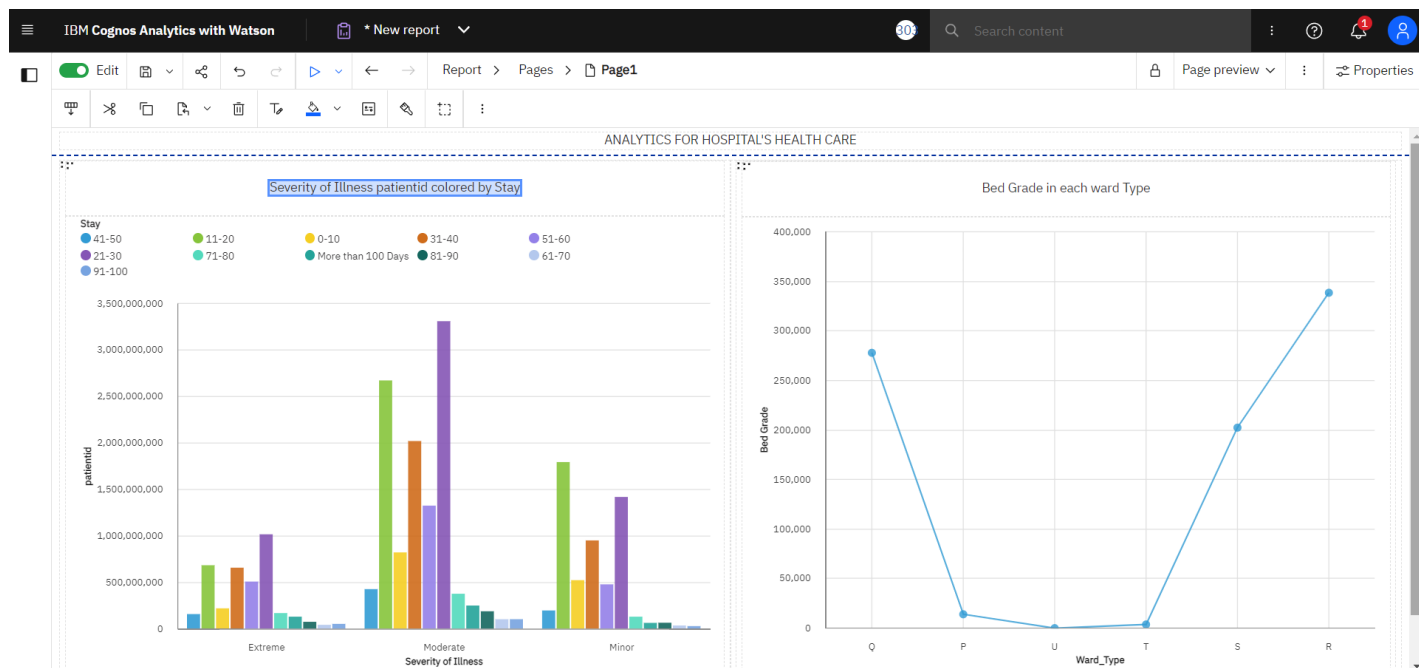 IBM Cognos Analytics with Watson
* New report
303
Search content
1
Edit
Report > Pages > Page1
Page preview
Properties
ANALYTICS FOR HOSPITAL'S HEALTH CARE
Severity of Illness patientid colored by Stay
Stay
41-50 11-20 0-10 31-40 51-60
21-30 71-80 More than 100 Days 81-90 61-70
91-100
3,500,000,000
3,000,000,000
2,500,000,000
2,000,000,000
1,500,000,000
1,000,000,000
500,000,000
0
patientid
Extreme Moderate Minor
Severity of Illness
Bed Grade in each ward Type
400,000
350,000
300,000
250,000
200,000
150,000
100,000
50,000
0
Bed Grade
Q P U T S R
Ward_Type